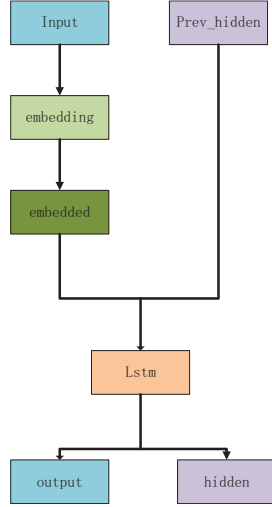 Input
Prev_hidden
embedding
embedded
Lstm
output
hidden